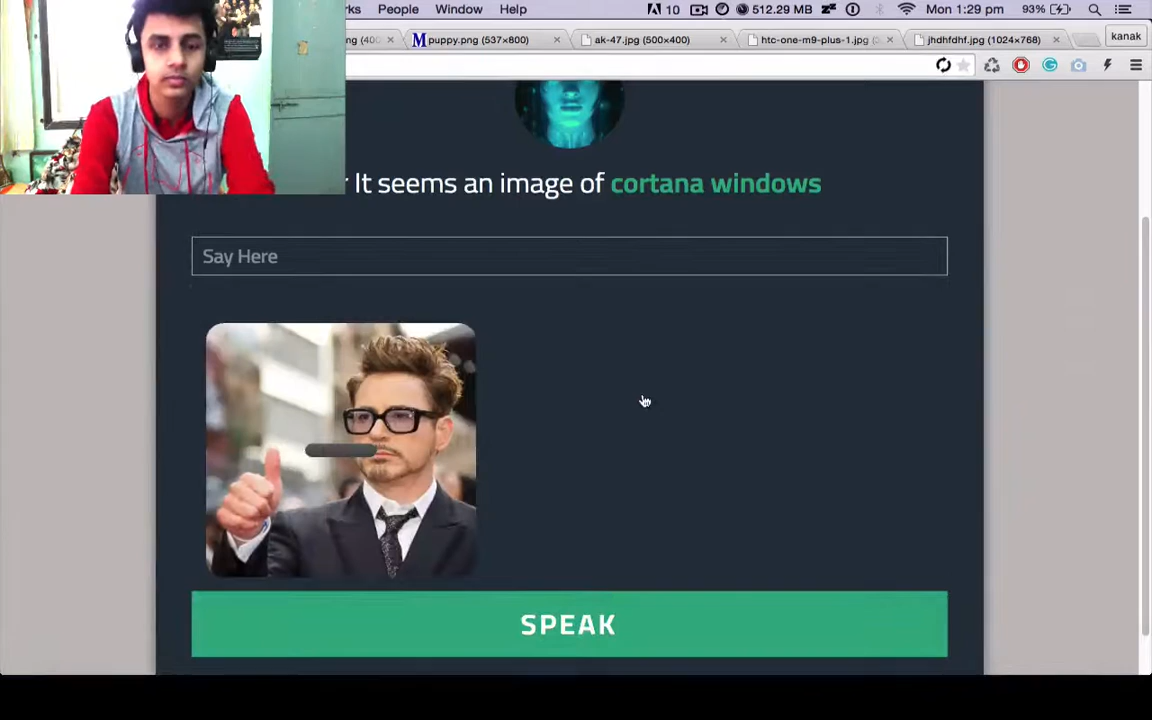 rks People Window Help 10 512.29 MB Mon 1:29 pm 93%
ng (40 puppy.png (537×800) ak-47.jpg (500×400) htc-one-m9-plus-1.jpg ( jhdhfdhf.jpg (1024×768) kanak
It seems an image of cortana windows
Say Here
SPEAK